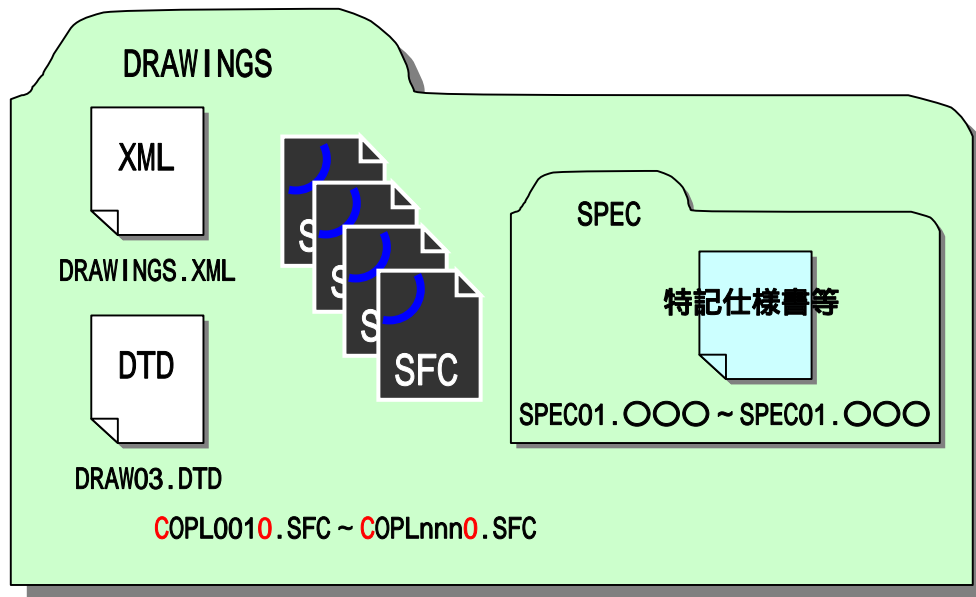 DRAWINGS
XML
DRAWINGS.XML
DTD
DRAW03.DTD
S
S
S
SFC
COPL0010.SFC ~ COPLnnn0.SFC
SPEC
特記仕様書等
SPEC01.○○○ ~ SPEC01.○○○